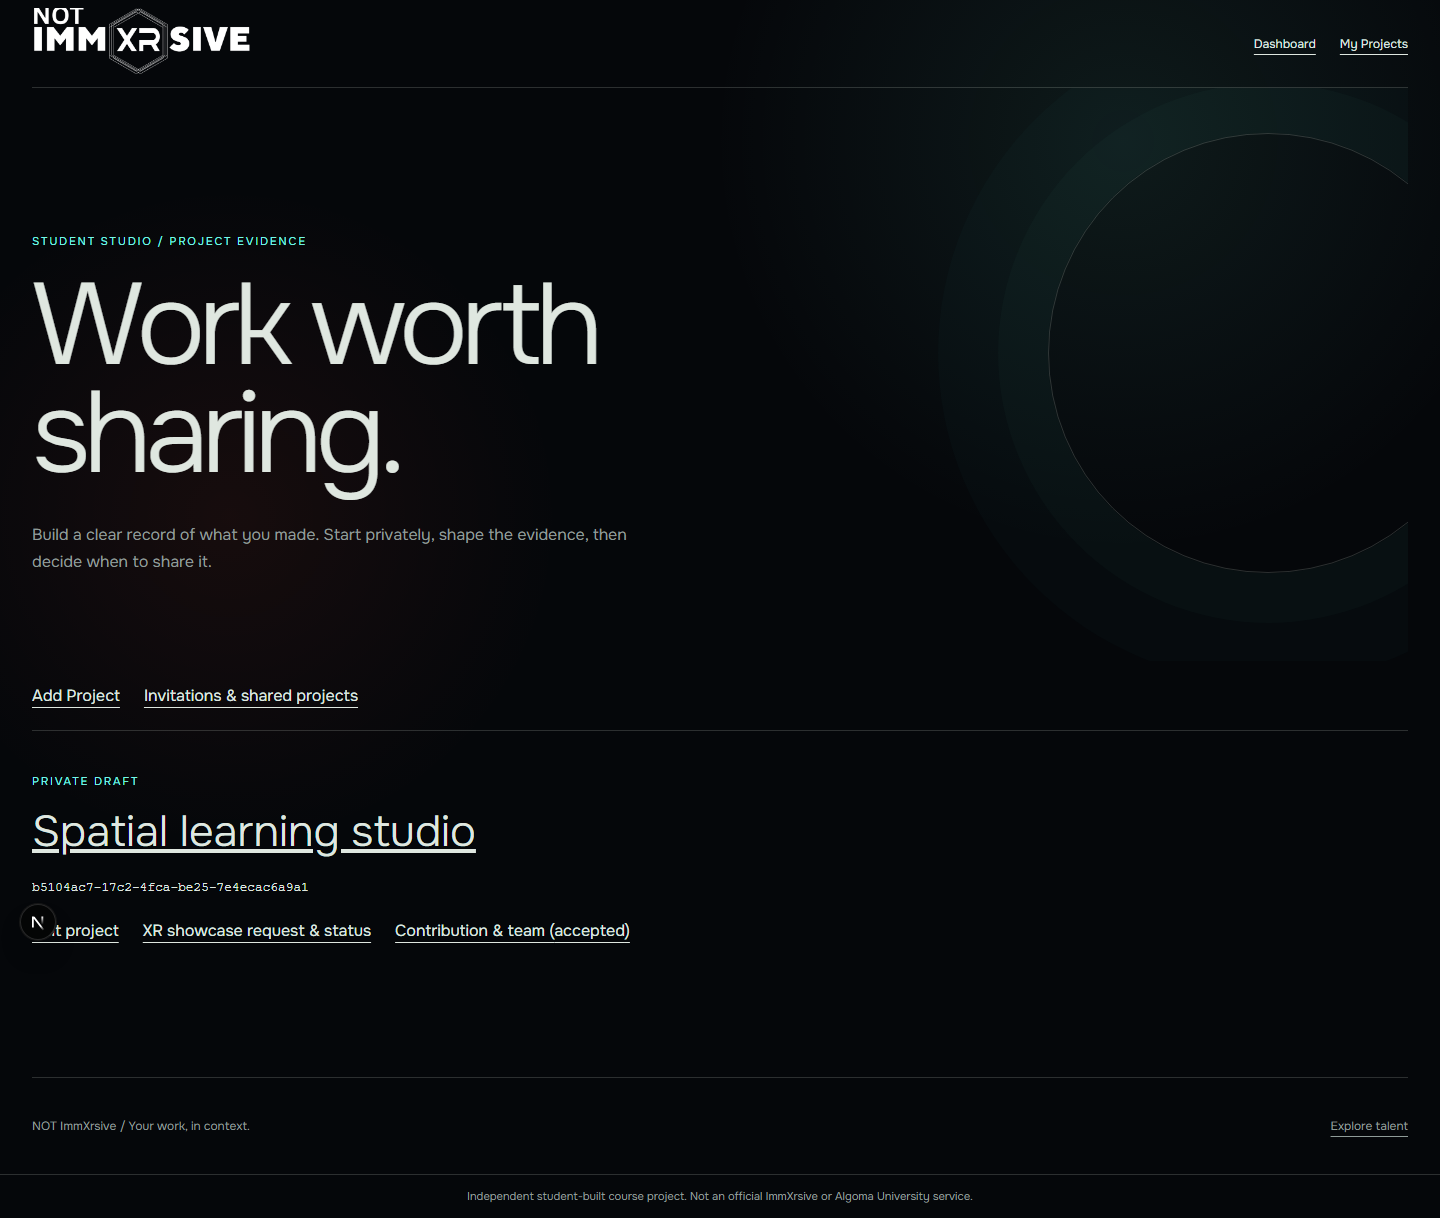 NOT
IMMXRSIVE
Dashboard My Projects
STUDENT STUDIO / PROJECT EVIDENCE
Work worth
sharing.
Build a clear record of what you made. Start privately, shape the evidence, then
decide when to share it.
Add Project Invitations & shared projects
PRIVATE DRAFT
Spatial learning studio
b5104ac7-17c2-4fca-be25-7e4ecac6a9a1
N
project XR showcase request & status Contribution & team (accepted)
NOT ImmXrsive / Your work, in context. Explore talent
Independent student-built course project. Not an official ImmXrsive or Algoma University service.